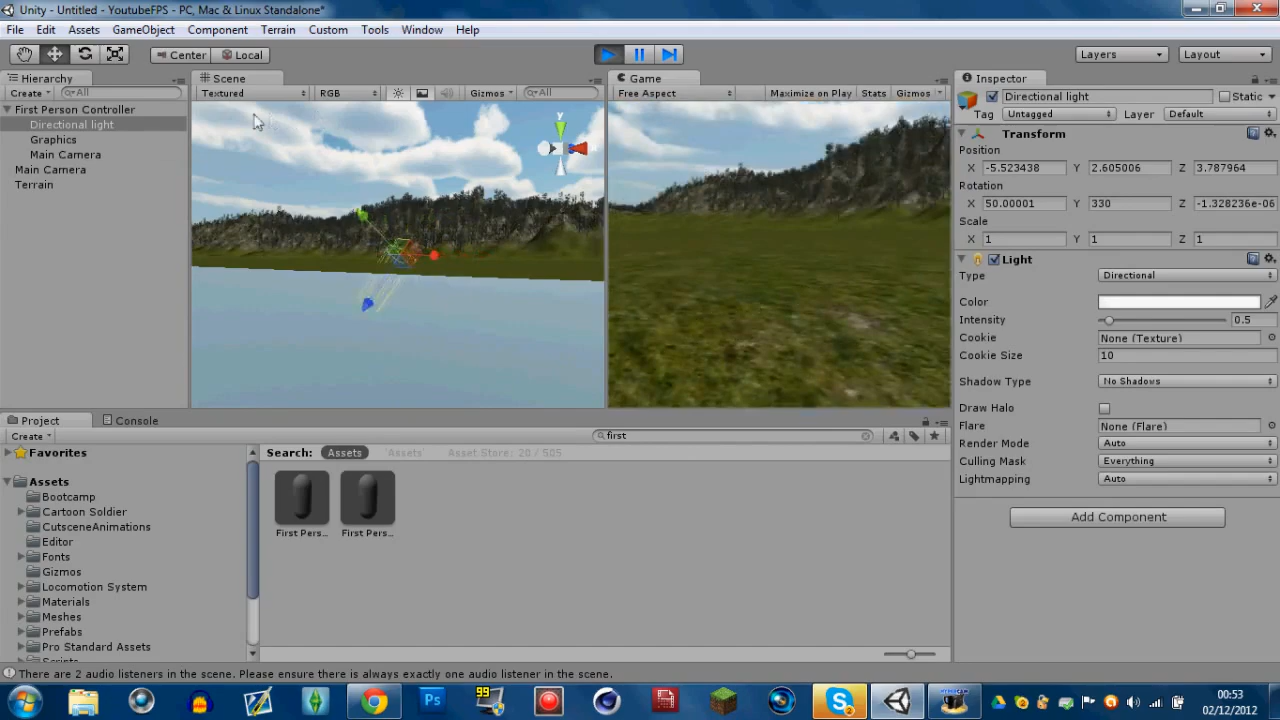 Unity - Untitled - YoutubeFPS - PC, Mac & Linux Standalone*
File Edit Assets GameObject Component Terrain Custom Tools Window Help
Center Local Layers Layout
Hierarchy
Create All
First Person Controller
Directional light
Graphics
Main Camera
Main Camera
Terrain
Scene
Textured RGB Gizmos All
y
Game
Free Aspect Maximize on Play Stats Gizmos
Inspector
Directional light Static
Tag Untagged Layer Default
Transform
Position
X -5.523438 Y 2.605006 Z 3.787964
Rotation
X 50.00001 Y 330 Z -1.328236e-06
Scale
X 1 Y 1 Z 1
Light
Type Directional
Color
Intensity 0.5
Cookie None (Texture)
Cookie Size 10
Shadow Type No Shadows
Draw Halo
Flare None (Flare)
Render Mode Auto
Culling Mask Everything
Lightmapping Auto
Add Component
Project Console
Create first
Favorites
Assets
Bootcamp
Cartoon Soldier
CutsceneAnimations
Editor
Fonts
Gizmos
Locomotion System
Materials
Meshes
Prefabs
Pro Standard Assets
Search: Assets 'Assets' Asset Store: 20 / 505
First Pers... First Pers...
There are 2 audio listeners in the scene. Please ensure there is always exactly one audio listener in the scene.
Ps 99 2
00:53
02/12/2012